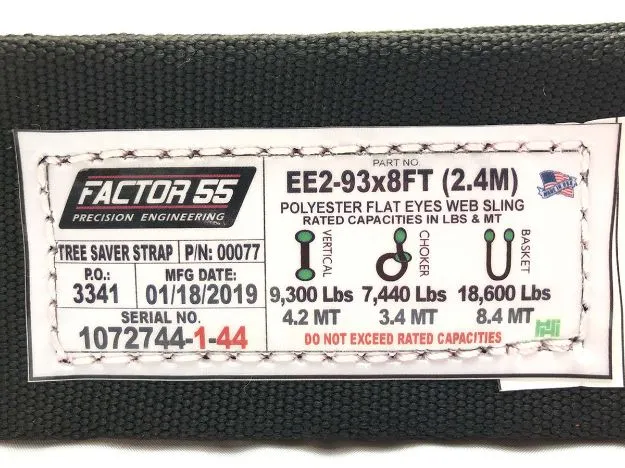 FACTOR 55
PRECISION ENGINEERING
TREE SAVER STRAP P/N: 00077
P.O.: MFG DATE:
3341 01/18/2019
SERIAL NO.
1072744-1-44
PART NO.
EE2-93x8FT (2.4M)
POLYESTER FLAT EYES WEB SLING
RATED CAPACITIES IN LBS & MT
VERTICAL CHOKER BASKET
9,300 Lbs 7,440 Lbs 18,600 Lbs
4.2 MT 3.4 MT 8.4 MT
DO NOT EXCEED RATED CAPACITIES
MADE IN USA